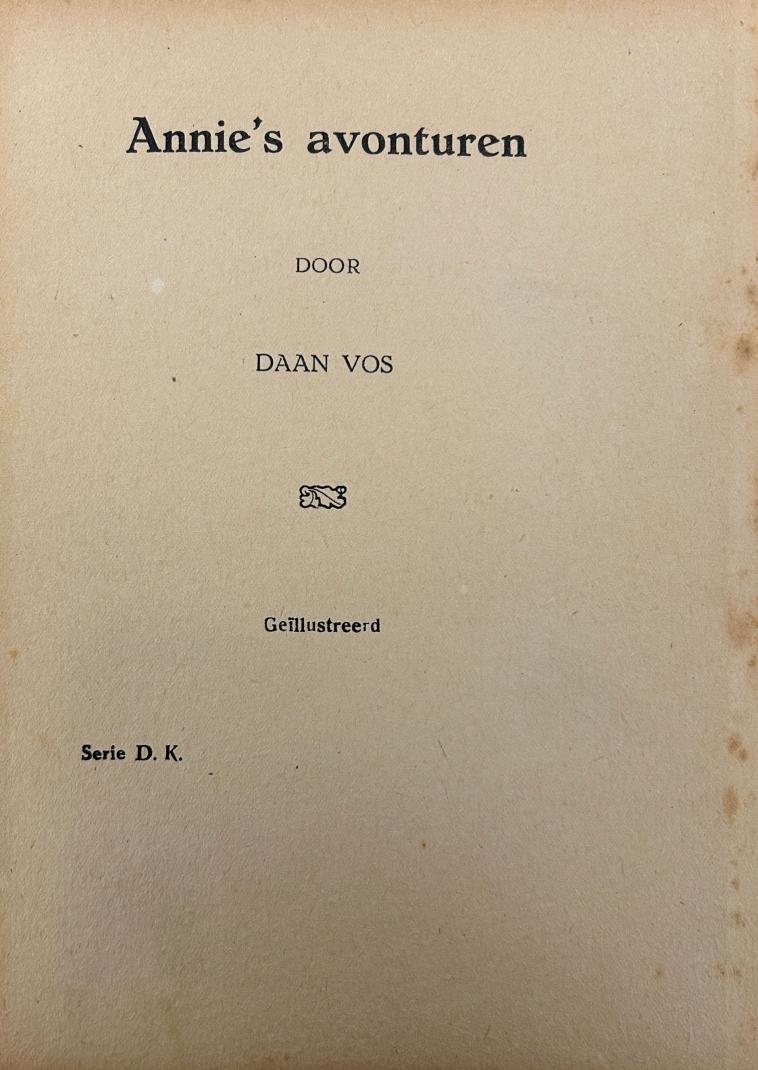 Annie's avonturen
DOOR
DAAN VOS
Geïllustreerd
Serie D. K.